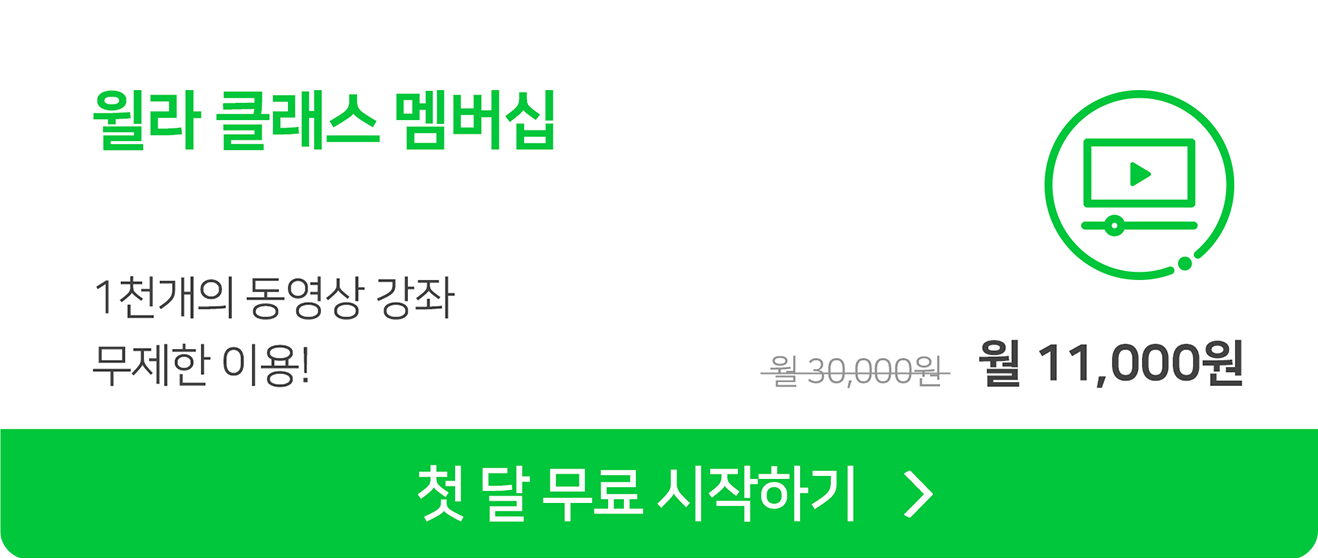 윌라 클래스 멤버십
1천개의 동영상 강좌
무제한 이용!
월 30,000원 월 11,000원
첫 달 무료 시작하기